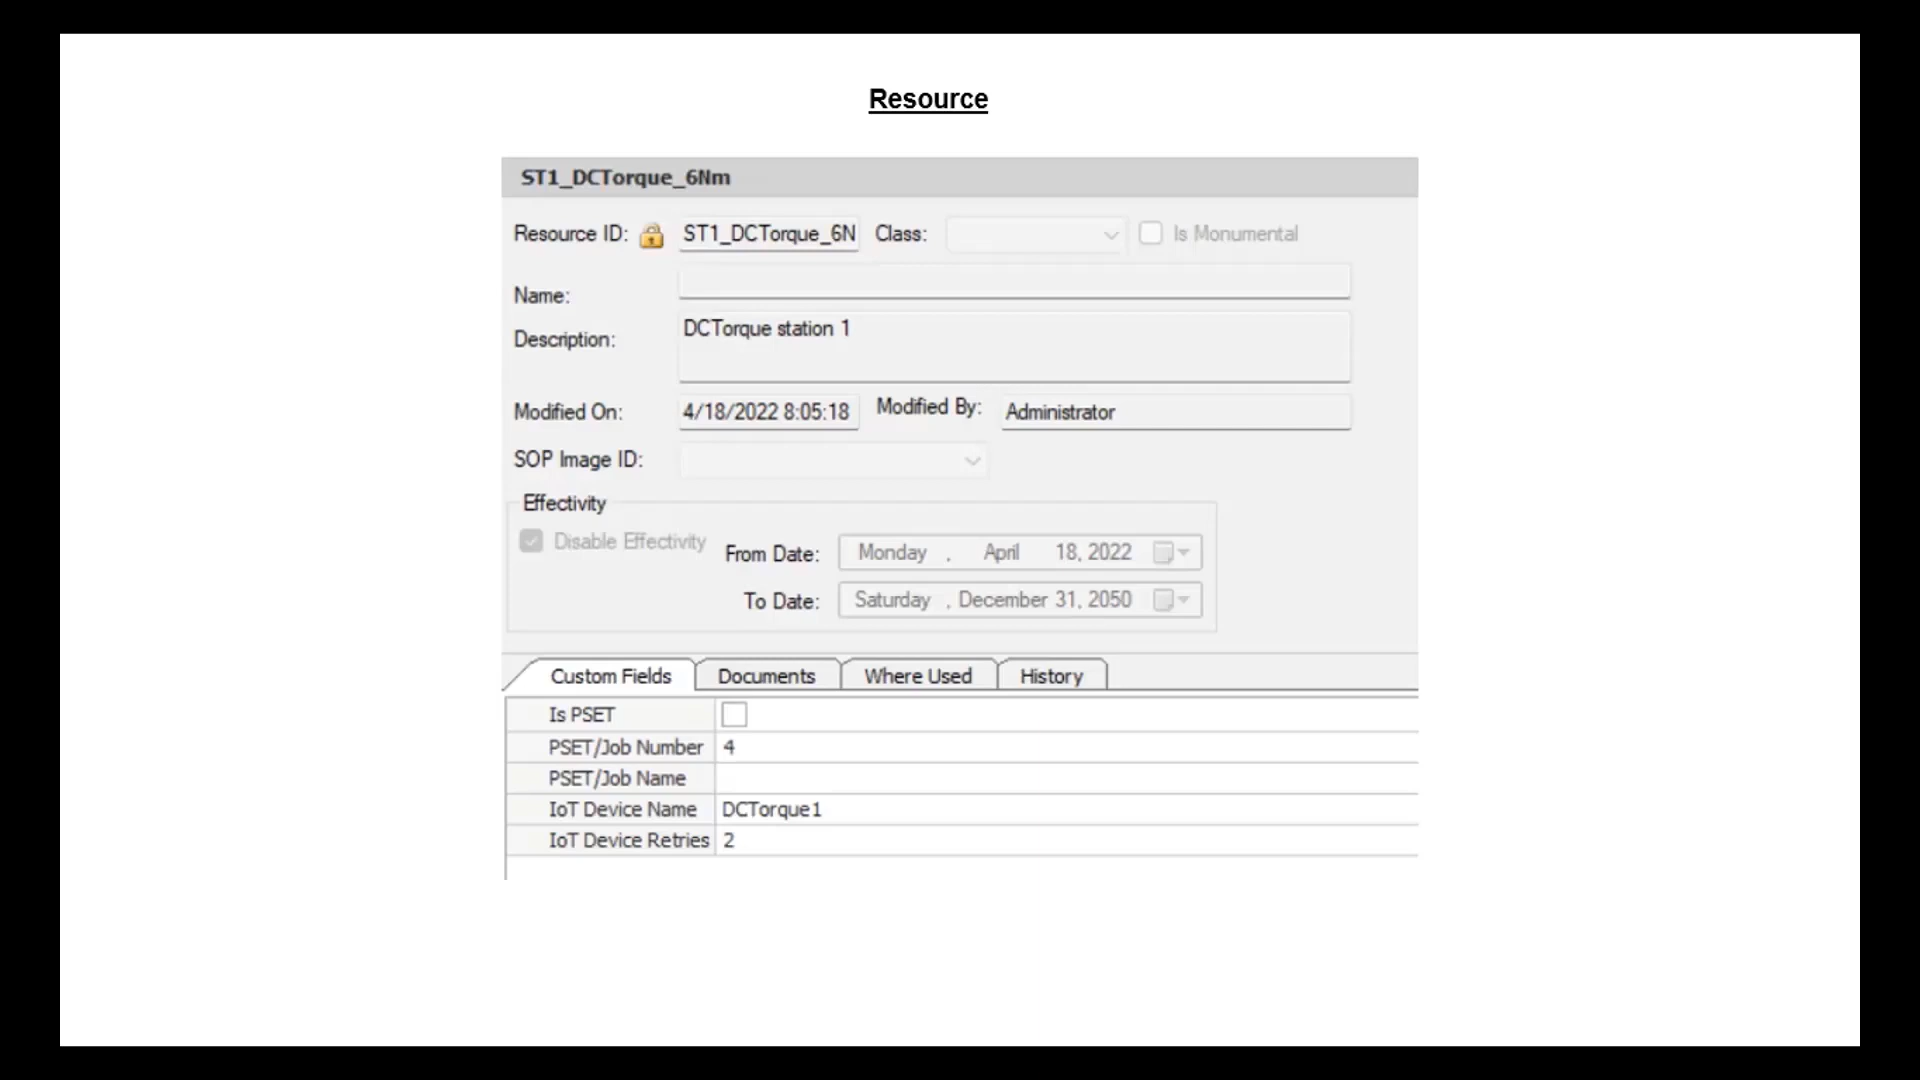 Resource
ST1_DCTorque_6Nm
Resource ID: ST1_DCTorque_6N Class: Is Monumental
Name:
Description: DCTorque station 1
Modified On: 4/18/2022 8:05:18 Modified By: Administrator
SOP Image ID:
Effectivity
Disable Effectivity From Date: Monday , April 18, 2022
To Date: Saturday , December 31, 2050
Custom Fields Documents Where Used History
Is PSET
PSET/Job Number 4
PSET/Job Name
IoT Device Name DCTorque1
IoT Device Retries 2